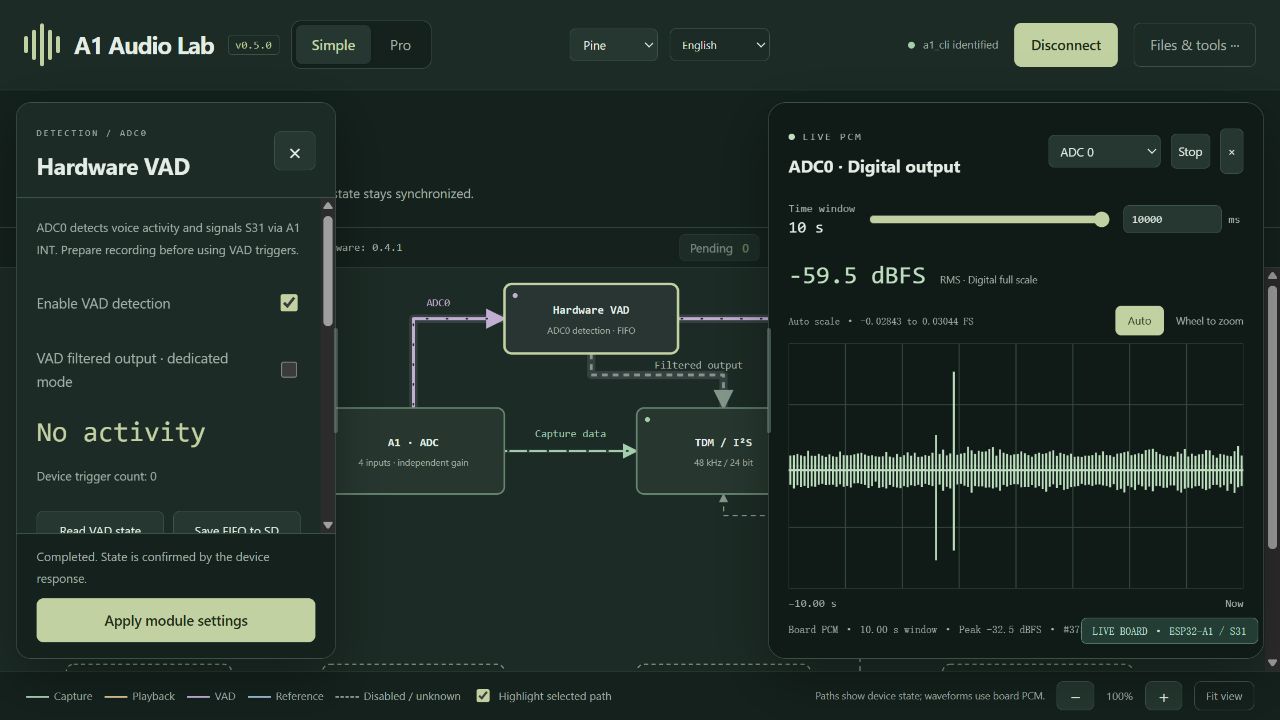 A1 Audio Lab
v0.5.0
Simple
Pro
Pine
English
a1_cli identified
Disconnect
Files & tools ···
DETECTION / ADC0
Hardware VAD
×
ADC0 detects voice activity and signals S31 via A1
INT. Prepare recording before using VAD triggers.
Enable VAD detection
VAD filtered output · dedicated
mode
No activity
Device trigger count: 0
Read VAD state
Save FIFO to SD
Completed. State is confirmed by the device
response.
Apply module settings
state stays synchronized.
ware: 0.4.1
Pending 0
ADC0
Hardware VAD
ADC0 detection · FIFO
Filtered output
A1 · ADC
4 inputs · independent gain
Capture data
TDM / I²S
48 kHz / 24 bit
LIVE PCM
ADC0 · Digital output
ADC 0
Stop
×
Time window
10 s
10000
ms
-59.5 dBFS
RMS · Digital full scale
Auto scale • -0.02843 to 0.03044 FS
Auto
Wheel to zoom
-10.00 s
Now
Board PCM • 10.00 s window • Peak -32.5 dBFS • #37
LIVE BOARD • ESP32-A1 / S31
Capture
Playback
VAD
Reference
Disabled / unknown
Highlight selected path
Paths show device state; waveforms use board PCM.
−
100%
+
Fit view